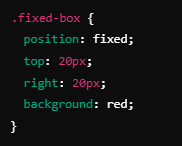 .fixed-box {
  position: fixed;
  top: 20px;
  right: 20px;
  background: red;
}